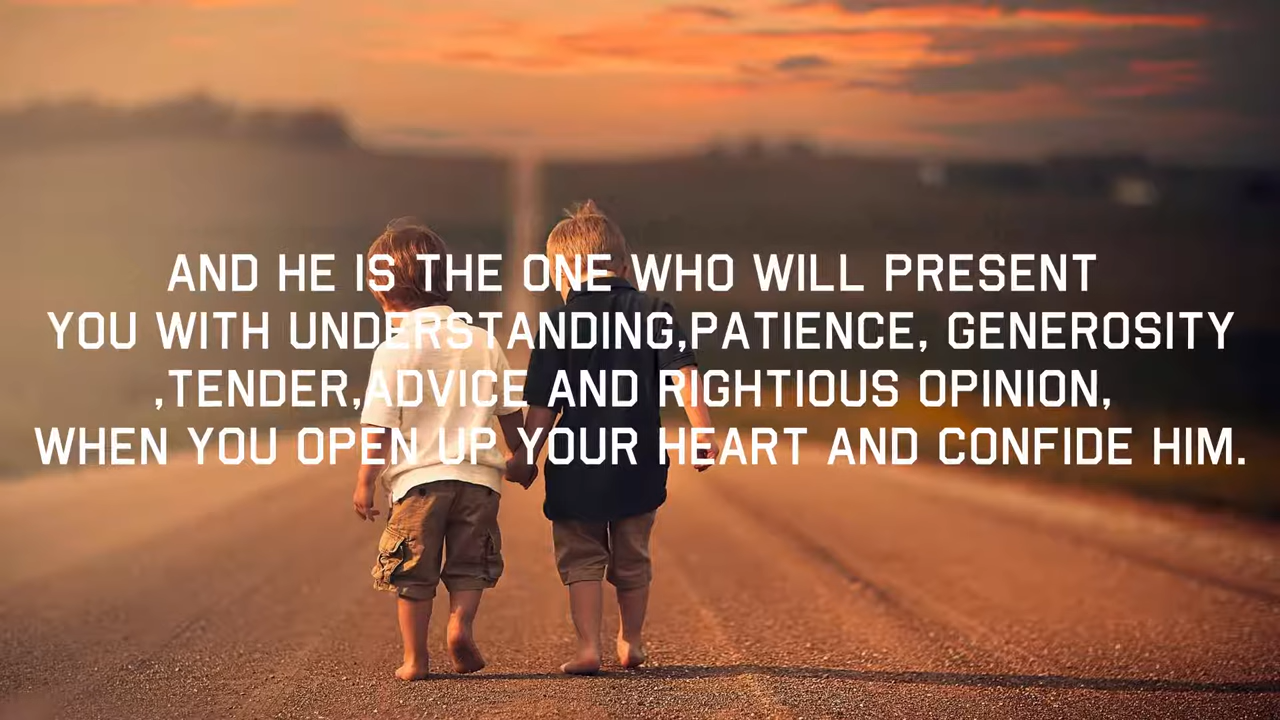 AND HE IS THE ONE WHO WILL PRESENT
YOU WITH UNDERSTANDING,PATIENCE, GENEROSITY
,TENDER,ADVICE AND RIGHTIOUS OPINION,
WHEN YOU OPEN UP YOUR HEART AND CONFIDE HIM.